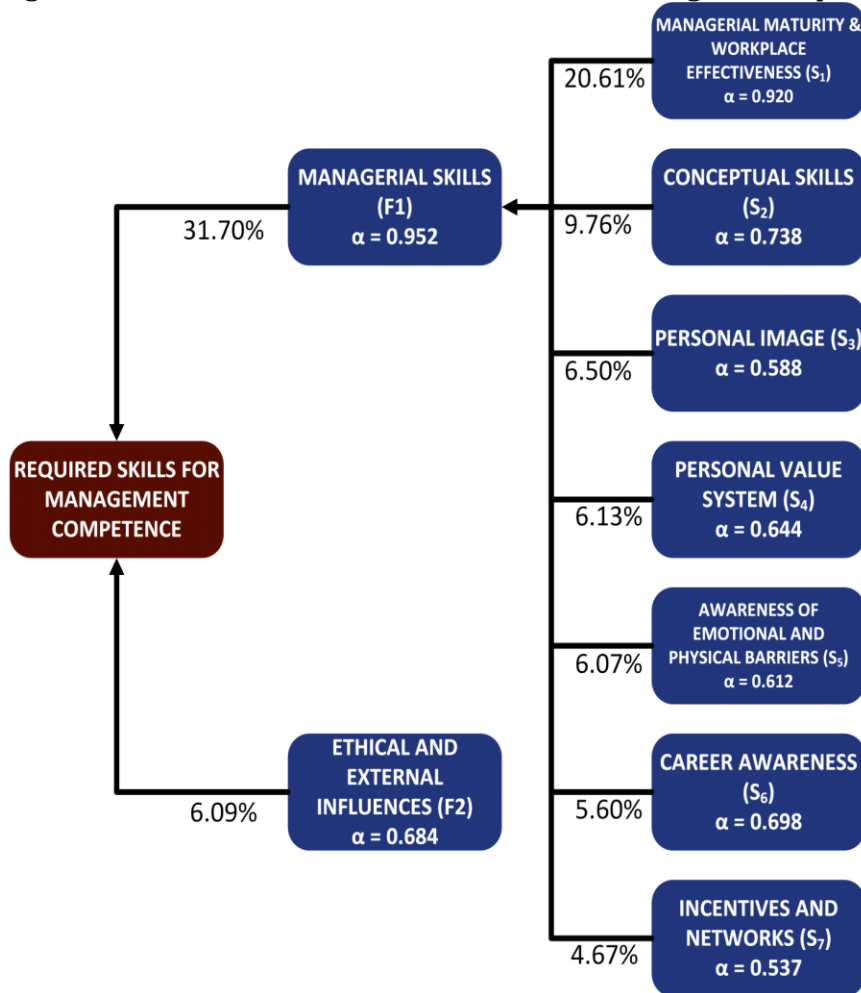 MANAGERIAL MATURITY &
WORKPLACE
EFFECTIVENESS (S₁)
α = 0.920
20.61%
MANAGERIAL SKILLS
(F1)
α = 0.952
31.70%
CONCEPTUAL SKILLS
(S₂)
α = 0.738
9.76%
PERSONAL IMAGE (S₃)
α = 0.588
6.50%
REQUIRED SKILLS FOR
MANAGEMENT
COMPETENCE
PERSONAL VALUE
SYSTEM (S₄)
α = 0.644
6.13%
AWARENESS OF
EMOTIONAL AND
PHYSICAL BARRIERS (S₅)
α = 0.612
6.07%
ETHICAL AND
EXTERNAL
INFLUENCES (F2)
α = 0.684
6.09%
CAREER AWARENESS
(S₆)
α = 0.698
5.60%
INCENTIVES AND
NETWORKS (S₇)
α = 0.537
4.67%